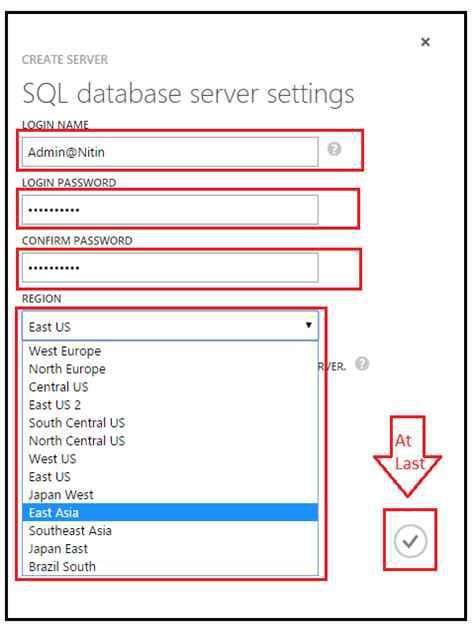 ×
CREATE SERVER
SQL database server settings
LOGIN NAME
Admin@Nitin
?
LOGIN PASSWORD
••••••••••
CONFIRM PASSWORD
••••••••••
REGION
East US
West Europe
RVER. ?
North Europe
Central US
East US 2
South Central US
North Central US
West US
East US
Japan West
East Asia
Southeast Asia
Japan East
Brazil South
At
Last